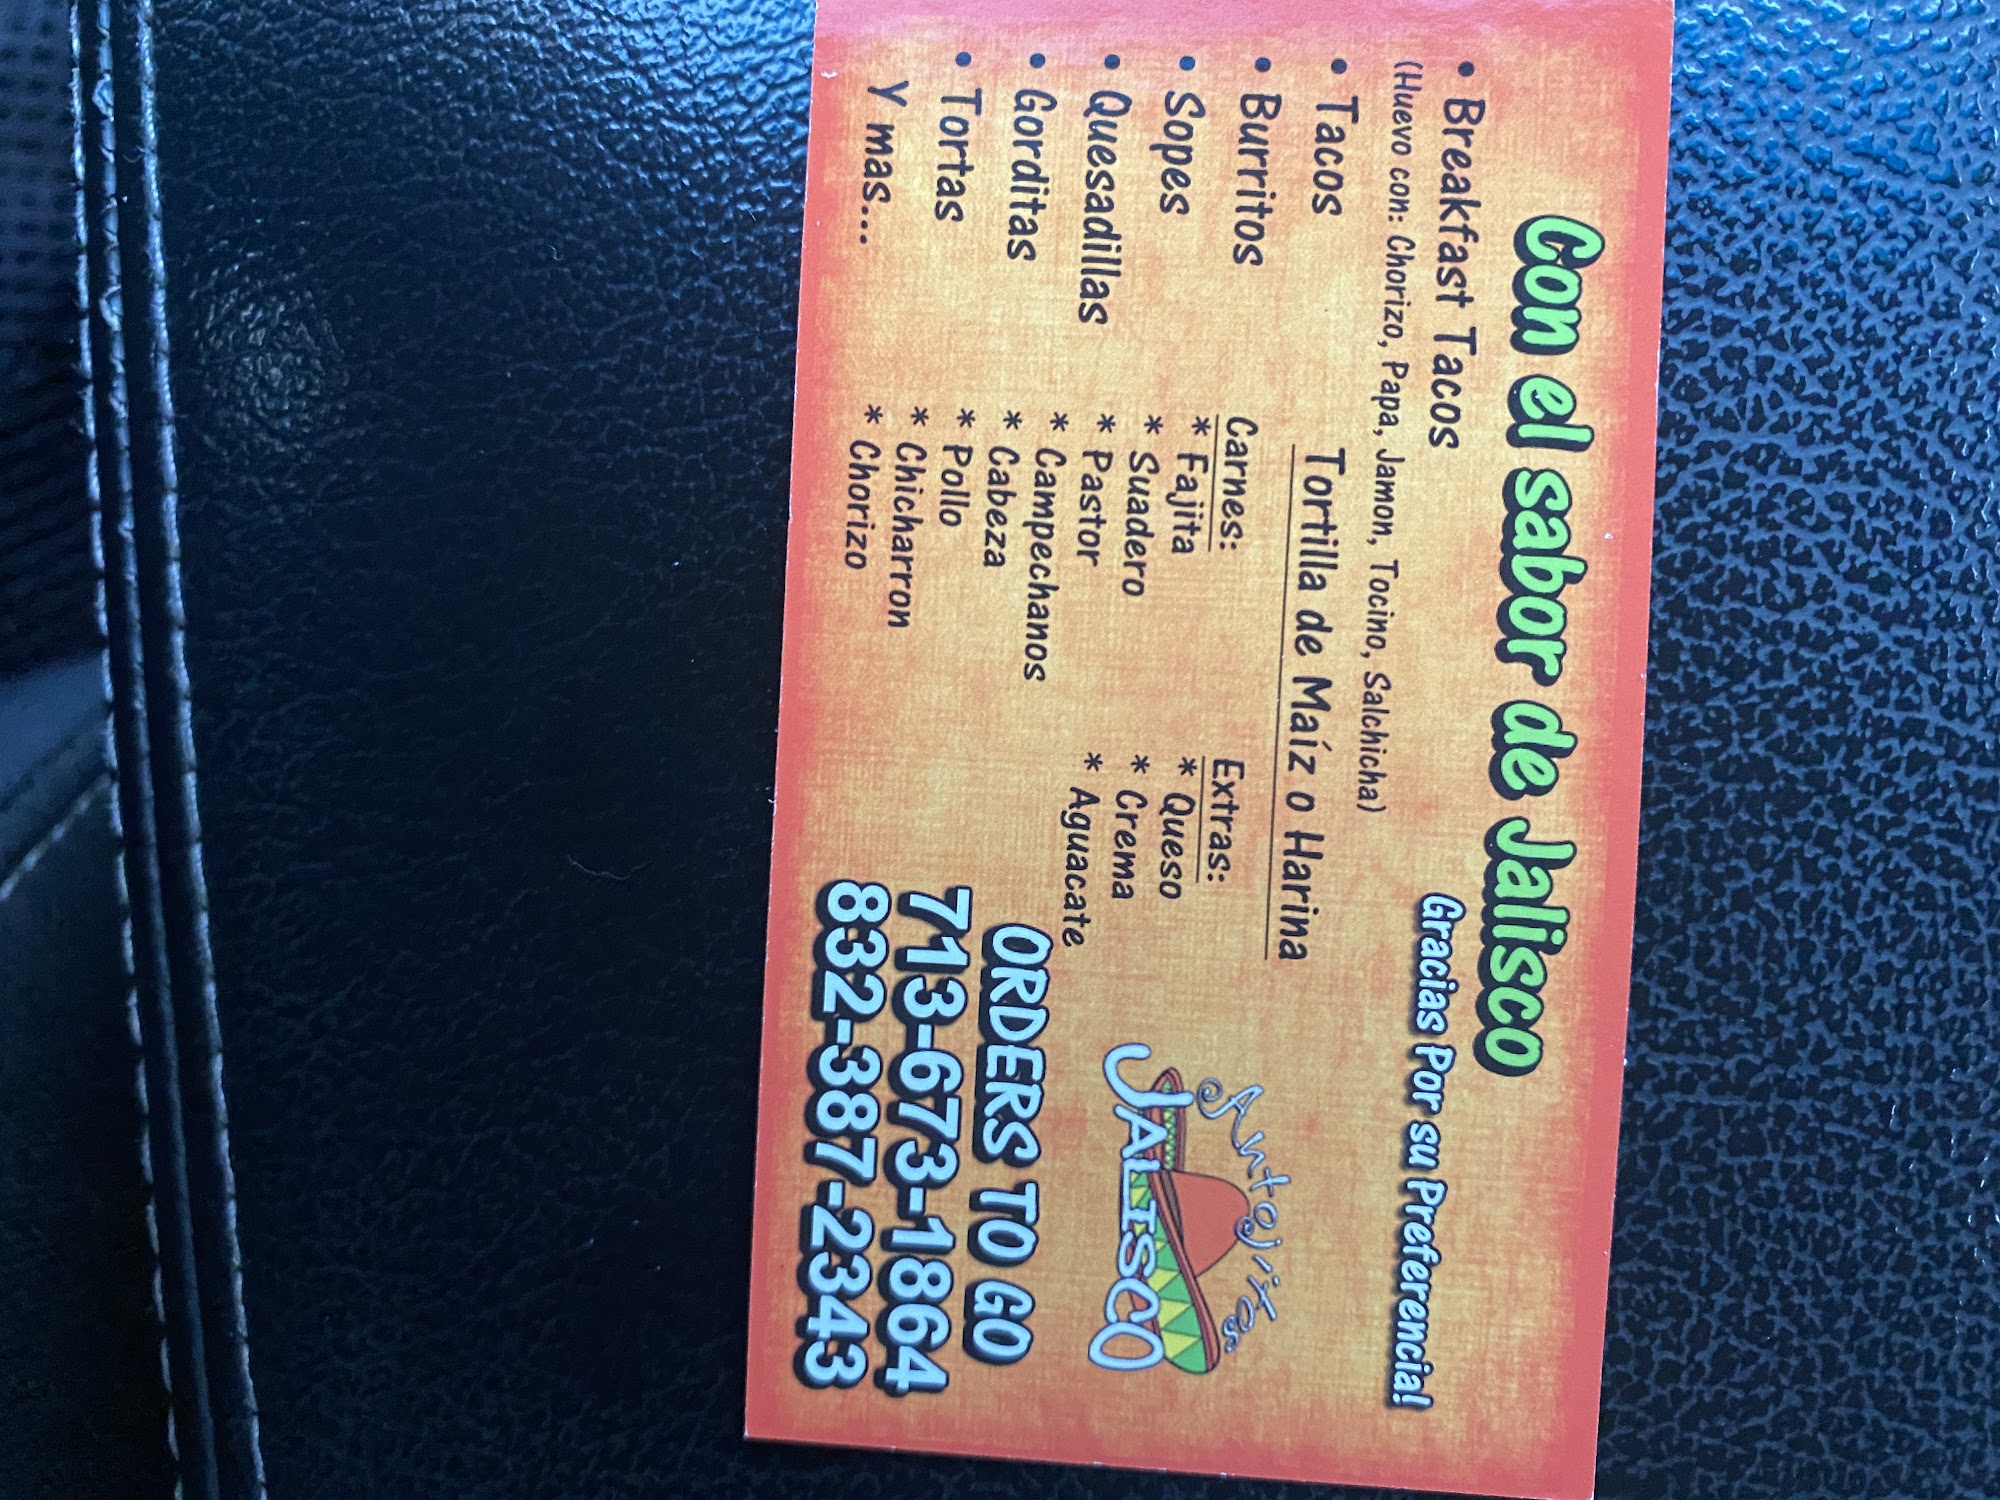 Con el sabor de Jalisco
Gracias Por su Preferencia!
• Breakfast Tacos
(Huevo con: Chorizo, Papa, Jamon, Tocino, Salchicha)
• Tacos
• Burritos
• Sopes
• Quesadillas
• Gorditas
• Tortas
Y mas...
Tortilla de Maíz o Harina
Carnes:
* Fajita
* Suadero
* Pastor
* Campechanos
* Cabeza
* Pollo
* Chicharron
* Chorizo
Extras:
* Queso
* Crema
* Aguacate
Antojitos
JALISCO
ORDERS TO GO
713-673-1864
832-387-2343